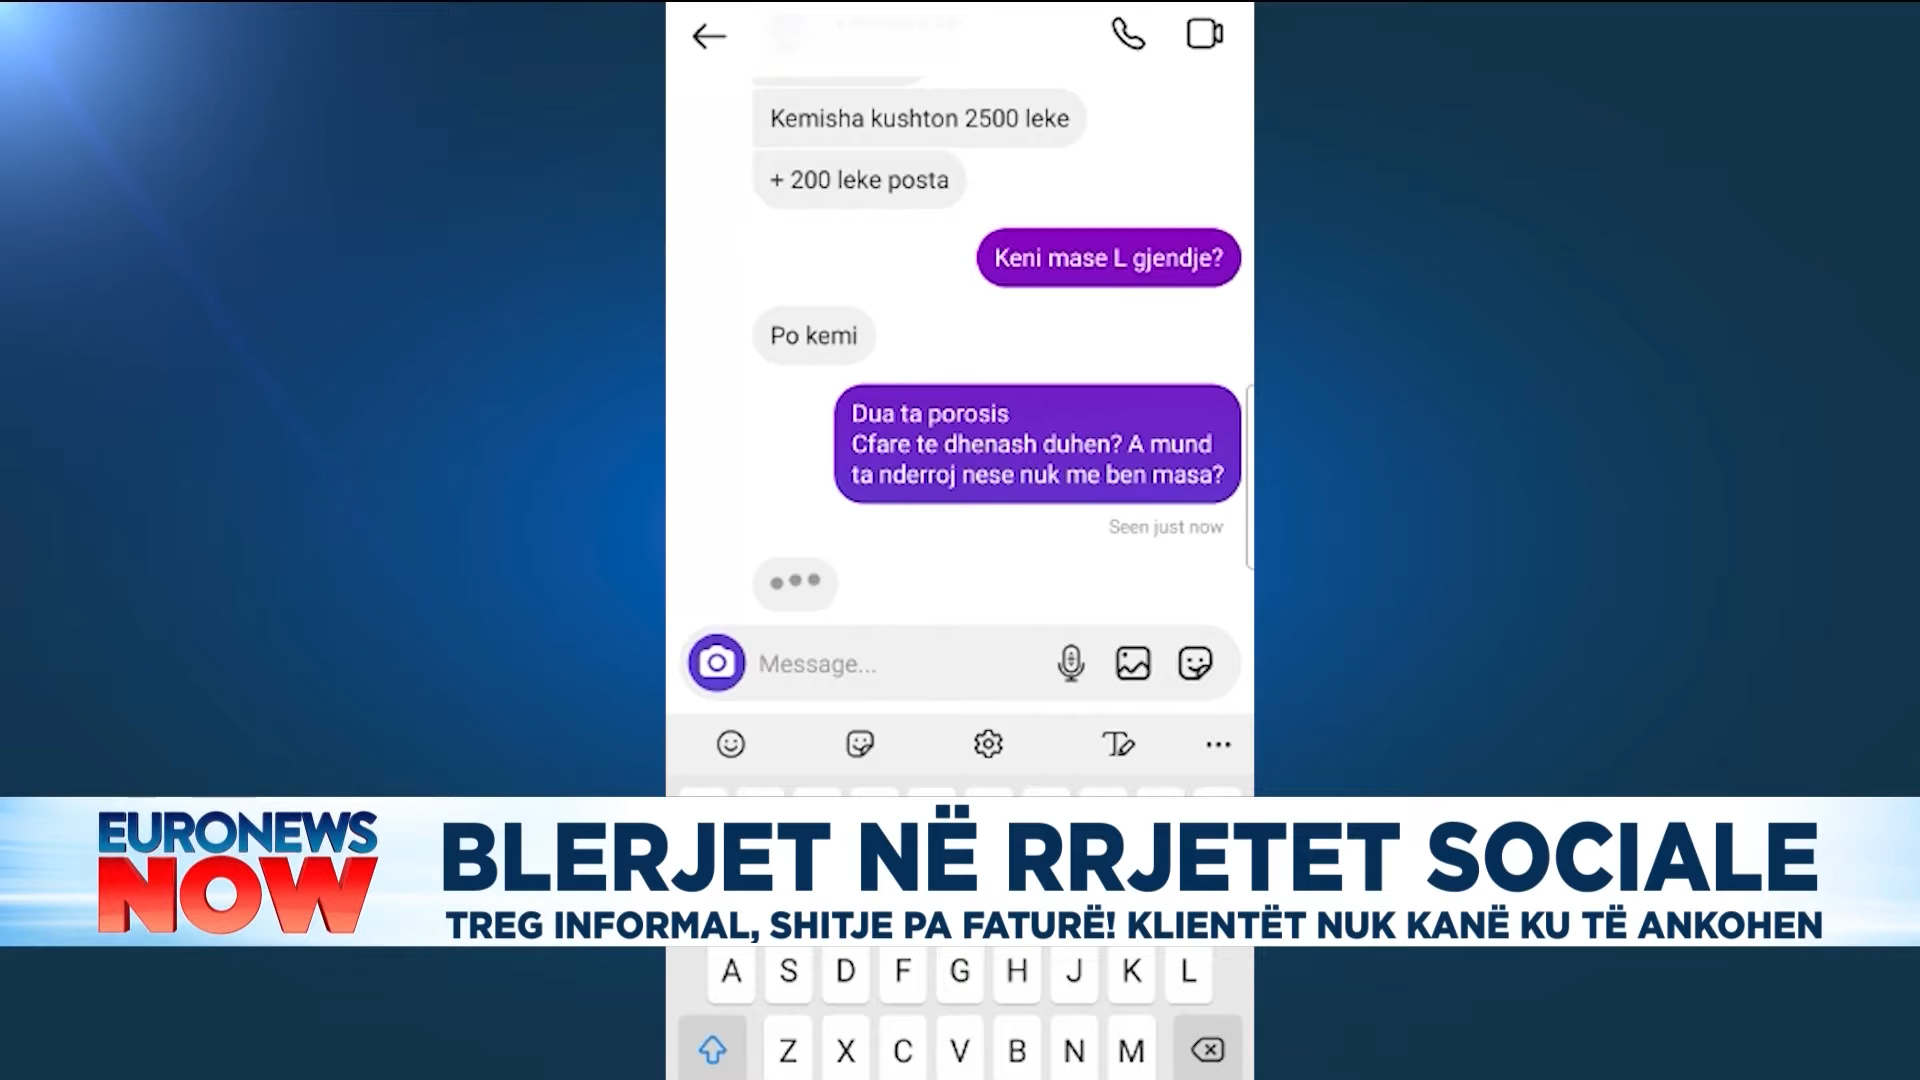 Kemisha kushton 2500 leke
+ 200 leke posta
Keni mase L gjendje?
Po kemi
Dua ta porosis
Cfare te dhenash duhen? A mund
ta nderroj nese nuk me ben masa?
Seen just now
Message...
EURONEWS
NOW
BLERJET NË RRJETET SOCIALE
TREG INFORMAL, SHITJE PA FATURË! KLIENTËT NUK KANË KU TË ANKOHEN
A S D F G H J K L
Z X C V B N M